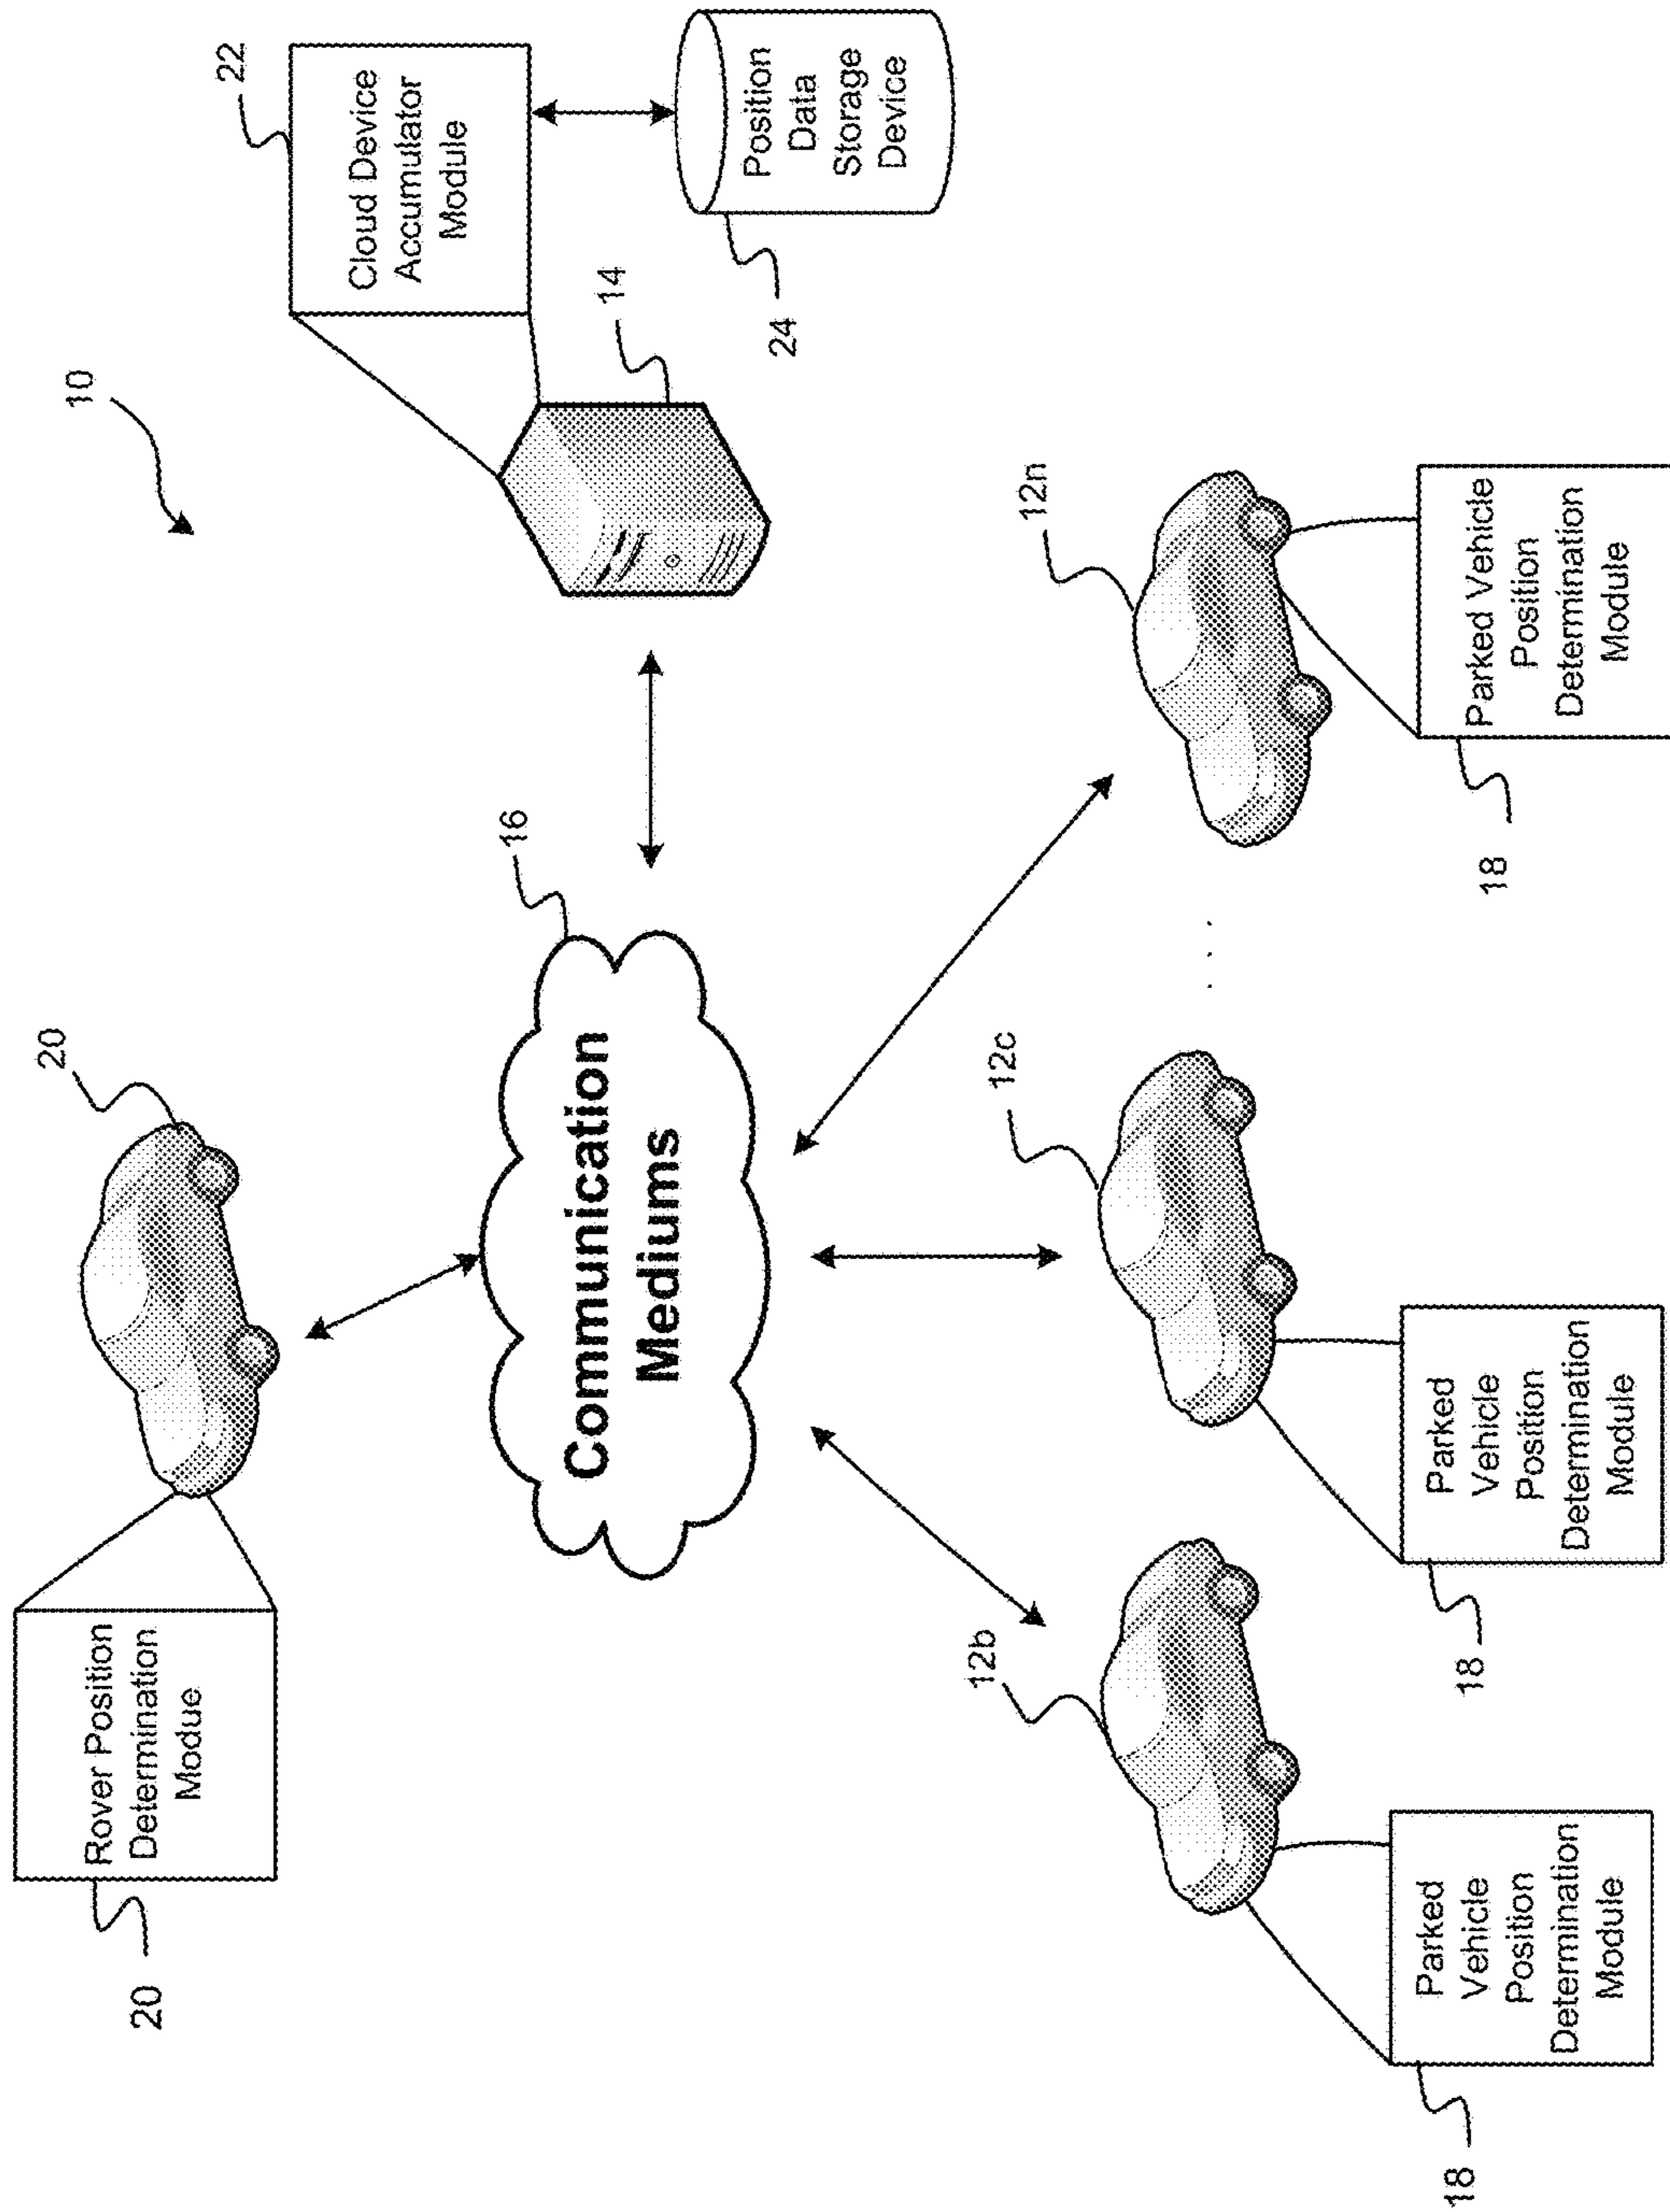 10
20
Rover Position
Determination
Modue
20
22
Cloud Device
Accumulator
Module
14
Position
Data
Storage
Device
24
16
Communication
Mediums
12b
12c
12n
. . .
Parked
Vehicle
Position
Determination
Module
18
Parked
Vehicle
Position
Determination
Module
18
Parked Vehicle
Position
Determination
Module
18